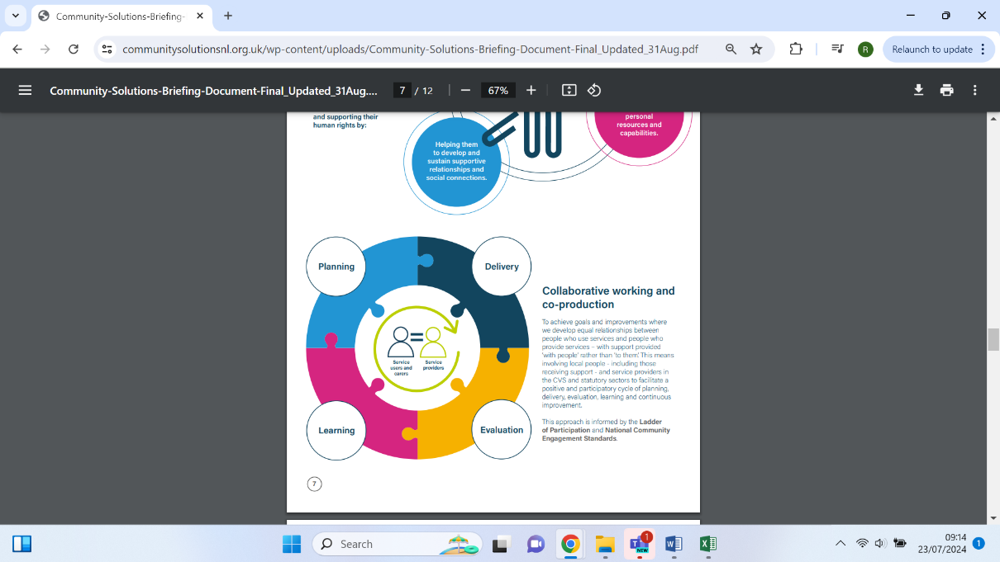 Community-Solutions-Briefing-
communitysolutionsnl.org.uk/wp-content/uploads/Community-Solutions-Briefing-Document-Final_Updated_31Aug.pdf
R
Relaunch to update
Community-Solutions-Briefing-Document-Final_Updated_31Aug....
7 / 12
67%
and supporting their
human rights by:
personal
resources and
capabilities.
Helping them
to develop and
sustain supportive
relationships and
social connections.
Planning
Delivery
Service
users and
carers
Service
providers
Learning
Evaluation
Collaborative working and
co-production
To achieve goals and improvements where
we develop equal relationships between
people who use services and people who
provide services – with support provided
'with people' rather than 'to them'. This means
involving local people - including those
receiving support - and service providers in
the CVS and statutory sectors to facilitate a
positive and participatory cycle of planning,
delivery, evaluation, learning and continuous
improvement.
This approach is informed by the Ladder
of Participation and National Community
Engagement Standards.
7
Search
1
NEW
09:14
23/07/2024
1